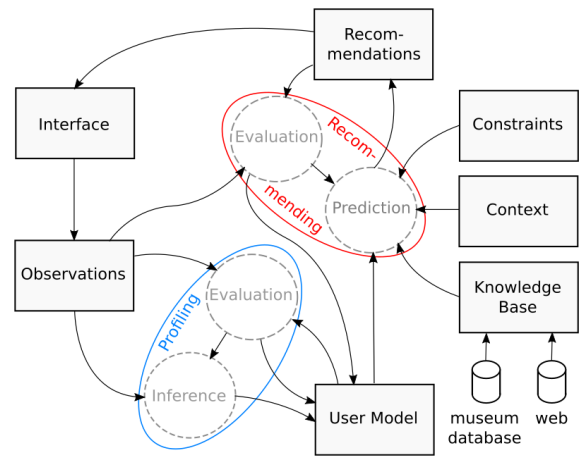 Recom-
mendations
Interface
Evaluation
Recom-
mending
Constraints
Prediction
Context
Observations
Profiling
Evaluation
Knowledge
Base
Inference
User Model
museum
database
web